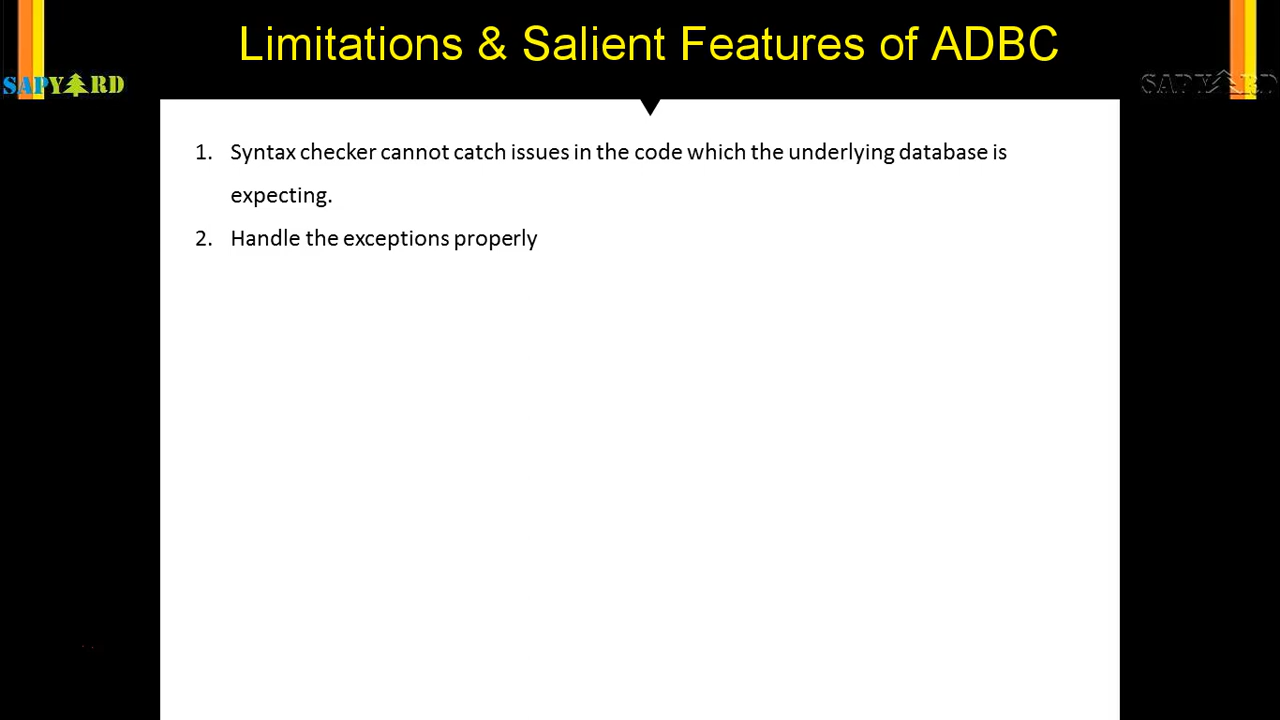 Limitations & Salient Features of ADBC
SAPYARD
SAPYARD
1. Syntax checker cannot catch issues in the code which the underlying database is
expecting.
2. Handle the exceptions properly